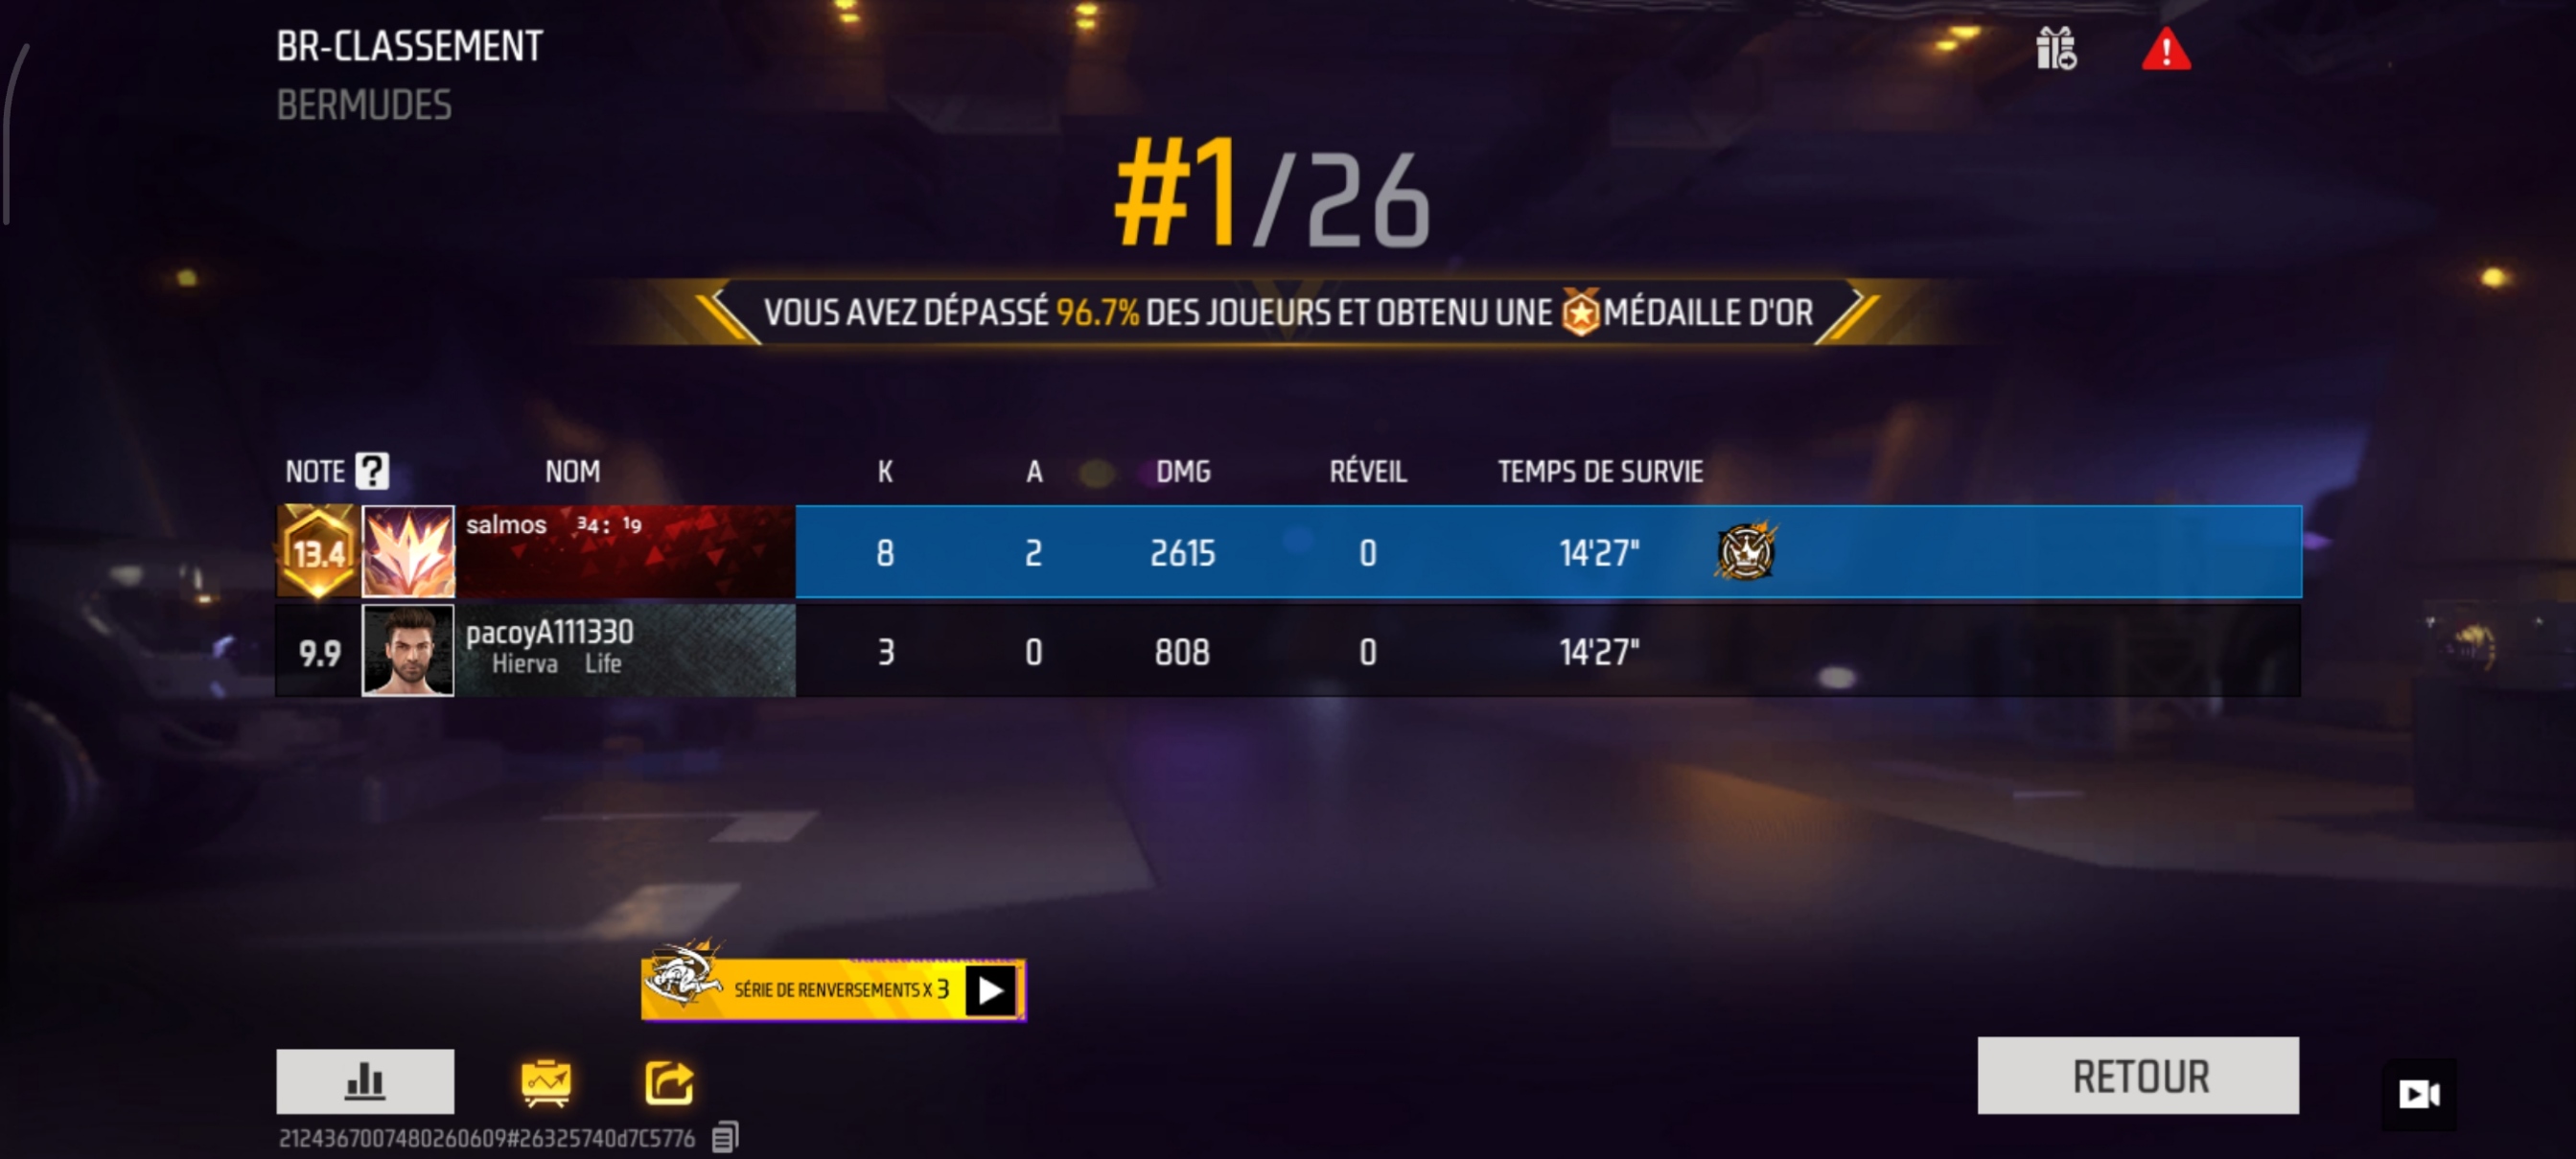 BR-CLASSEMENT
BERMUDES
#1/26
VOUS AVEZ DÉPASSÉ 96.7% DES JOUEURS ET OBTENU UNE MÉDAILLE D'OR
NOTE ? NOM K A DMG RÉVEIL TEMPS DE SURVIE
13.4 salmos ³⁴: ¹⁹ 8 2 2615 0 14'27"
9.9 pacoyA111330 3 0 808 0 14'27"
Hierva Life
SÉRIE DE RENVERSEMENTS X 3
RETOUR
2124367007480260609#26325740d7C5776